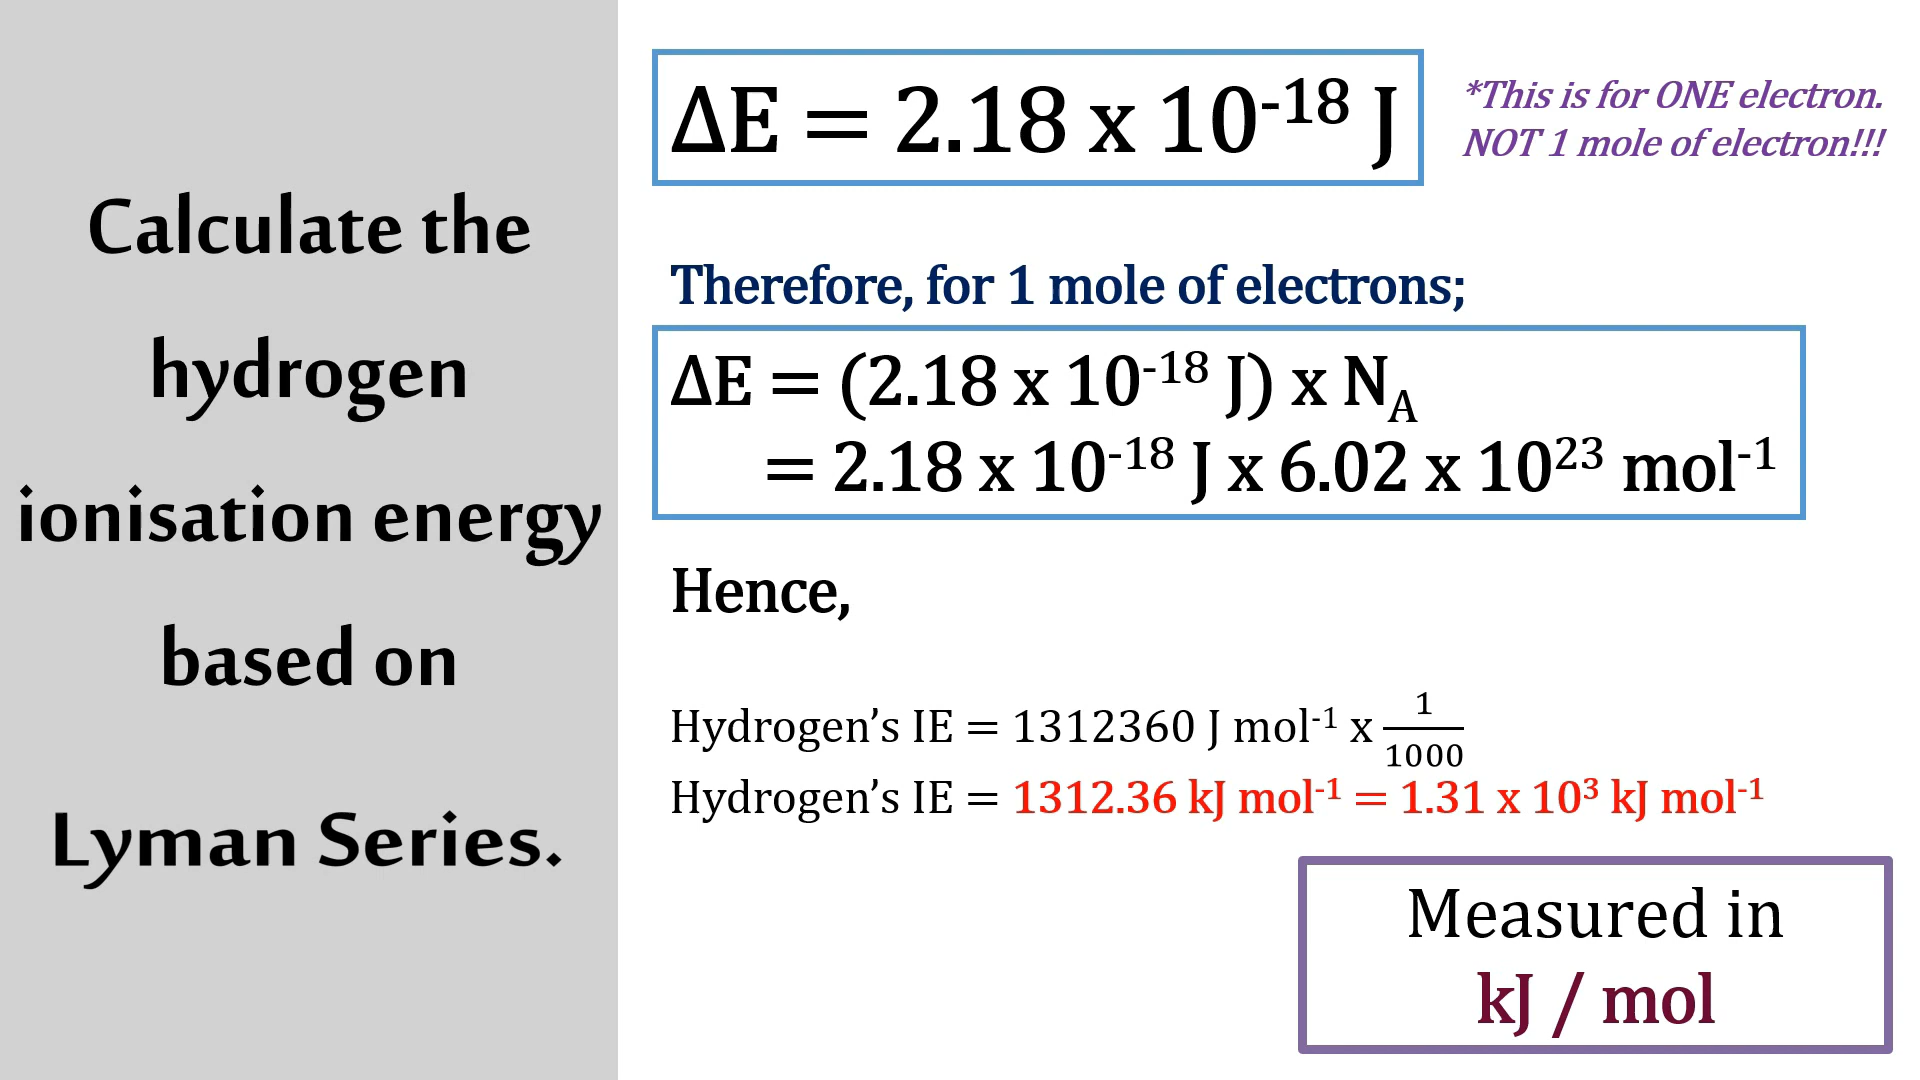 Calculate the
hydrogen
ionisation energy
based on
Lyman Series.
ΔE = 2.18 x 10⁻¹⁸ J
*This is for ONE electron.
NOT 1 mole of electron!!!
Therefore, for 1 mole of electrons;
ΔE = (2.18 x 10⁻¹⁸ J) x N_A
= 2.18 x 10⁻¹⁸ J x 6.02 x 10²³ mol⁻¹
Hence,
Hydrogen’s IE = 1312360 J mol⁻¹ x 1/1000
Hydrogen’s IE = 1312.36 kJ mol⁻¹ = 1.31 x 10³ kJ mol⁻¹
Measured in
kJ / mol